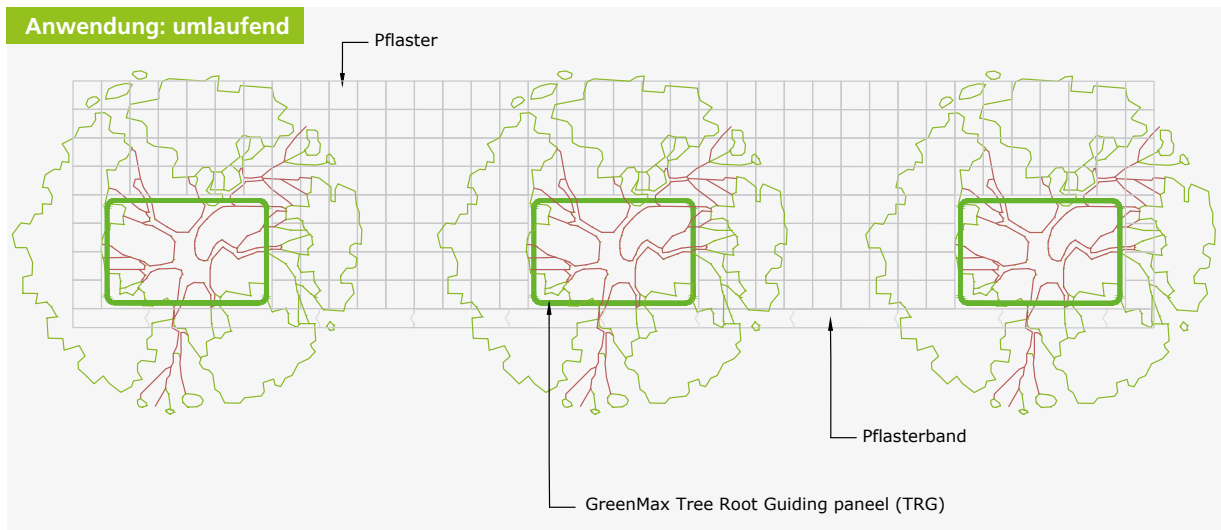 Anwendung: umlaufend
Pflaster
Pflasterband
GreenMax Tree Root Guiding paneel (TRG)